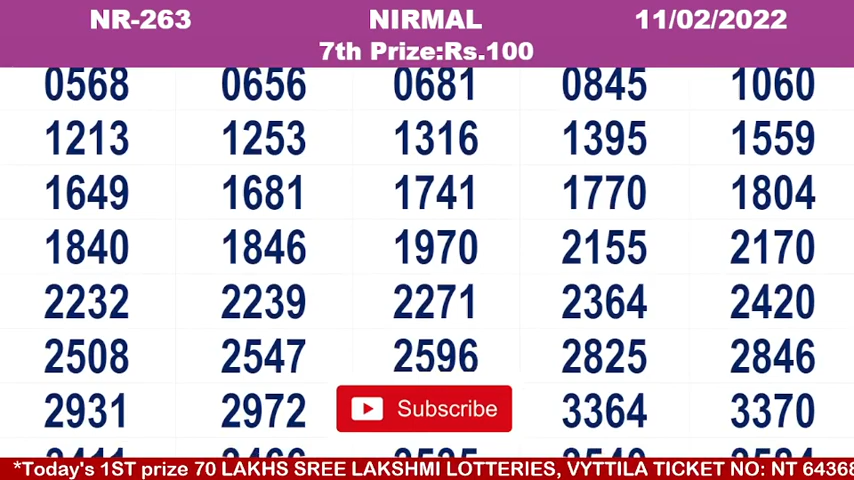 NR-263 NIRMAL 11/02/2022
7th Prize:Rs.100
0568 0656 0681 0845 1060
1213 1253 1316 1395 1559
1649 1681 1741 1770 1804
1840 1846 1970 2155 2170
2232 2239 2271 2364 2420
2508 2547 2596 2825 2846
2931 2972 Subscribe 3364 3370
*Today's 1ST prize 70 LAKHS SREE LAKSHMI LOTTERIES, VYTTILA TICKET NO: NT 64368